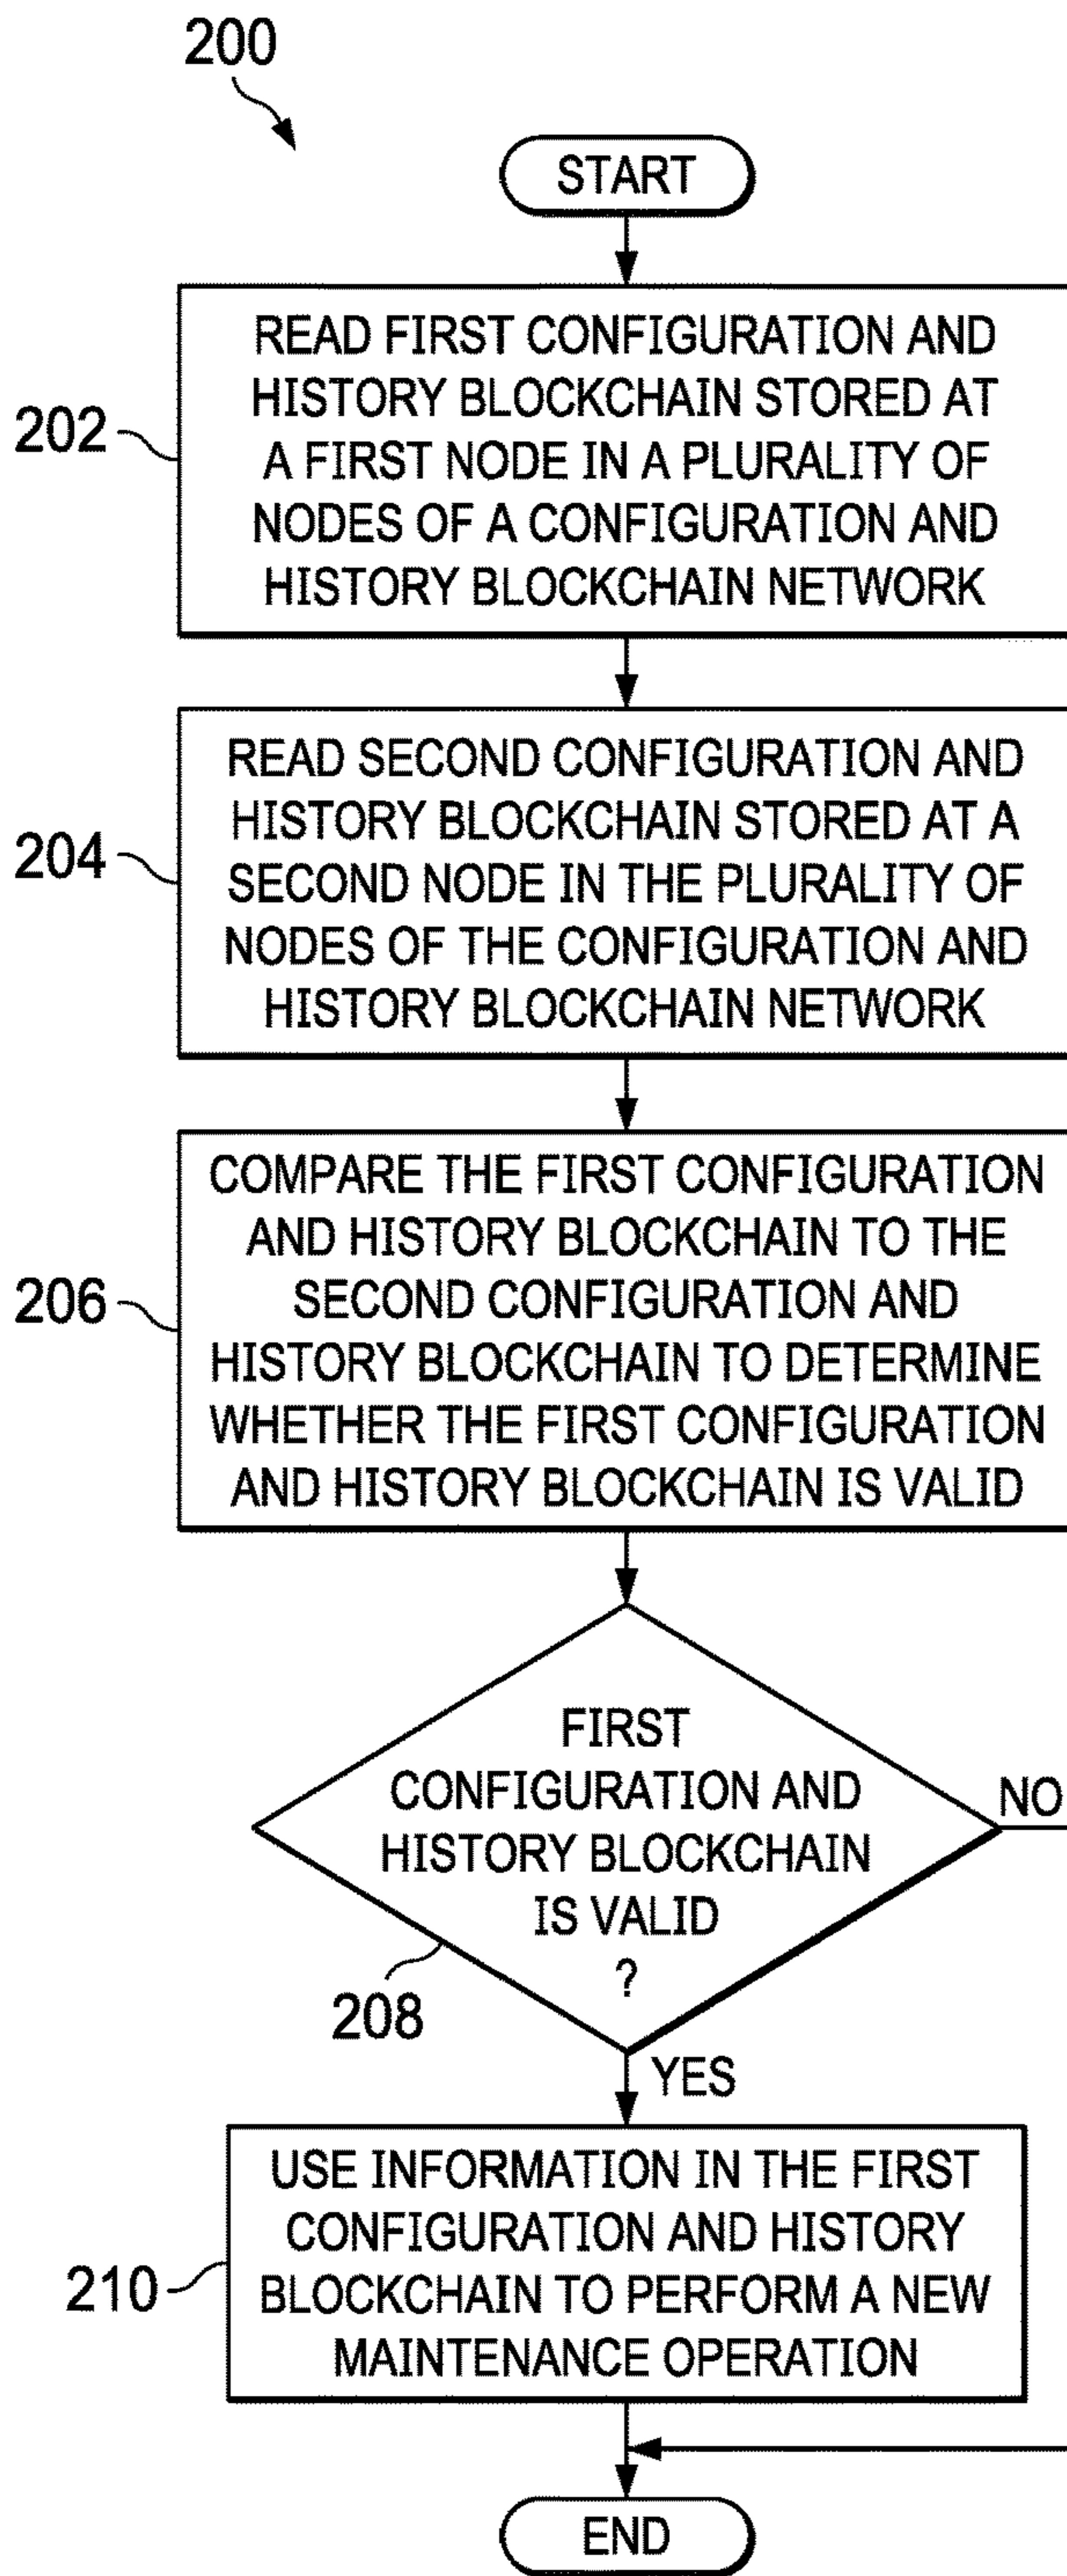 200
START
READ FIRST CONFIGURATION AND
HISTORY BLOCKCHAIN STORED AT
A FIRST NODE IN A PLURALITY OF
NODES OF A CONFIGURATION AND
HISTORY BLOCKCHAIN NETWORK
202
READ SECOND CONFIGURATION AND
HISTORY BLOCKCHAIN STORED AT A
SECOND NODE IN THE PLURALITY OF
NODES OF THE CONFIGURATION AND
HISTORY BLOCKCHAIN NETWORK
204
COMPARE THE FIRST CONFIGURATION
AND HISTORY BLOCKCHAIN TO THE
SECOND CONFIGURATION AND
HISTORY BLOCKCHAIN TO DETERMINE
WHETHER THE FIRST CONFIGURATION
AND HISTORY BLOCKCHAIN IS VALID
206
FIRST
CONFIGURATION AND
HISTORY BLOCKCHAIN
IS VALID
?
NO
208
YES
USE INFORMATION IN THE FIRST
CONFIGURATION AND HISTORY
BLOCKCHAIN TO PERFORM A NEW
MAINTENANCE OPERATION
210
END